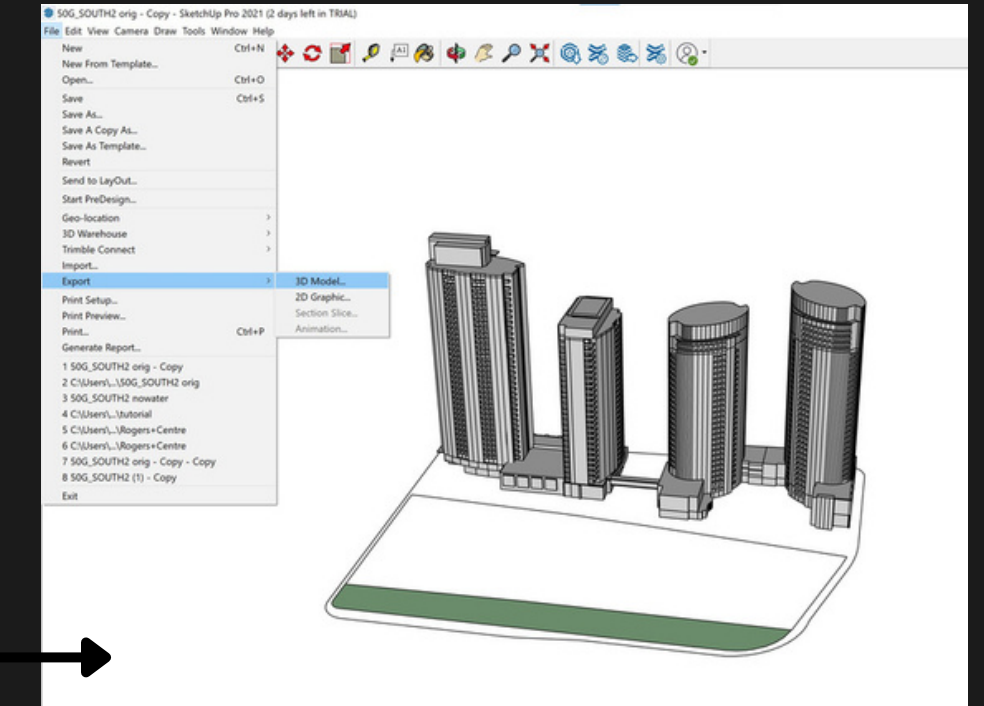 50G_SOUTH2 orig - Copy - SketchUp Pro 2021 (2 days left in TRIAL)
File Edit View Camera Draw Tools Window Help
New Ctrl+N
New From Template...
Open... Ctrl+O
Save Ctrl+S
Save As...
Save A Copy As...
Save As Template...
Revert
Send to LayOut...
Start PreDesign...
Geo-location
3D Warehouse
Trimble Connect
Import...
Export
3D Model...
2D Graphic...
Section Slice...
Animation...
Print Setup...
Print Preview...
Print... Ctrl+P
Generate Report...
1 50G_SOUTH2 orig - Copy
2 C:\Users\...\50G_SOUTH2 orig
3 50G_SOUTH2 nowater
4 C:\Users\...\tutorial
5 C:\Users\...\Rogers+Centre
6 C:\Users\...\Rogers+Centre
7 50G_SOUTH2 orig - Copy - Copy
8 50G_SOUTH2 (1) - Copy
Exit
A1